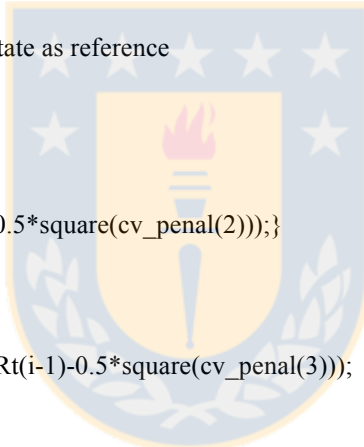 tate as reference
0.5*square(cv_penal(2)));}
Rt(i-1)-0.5*square(cv_penal(3)));